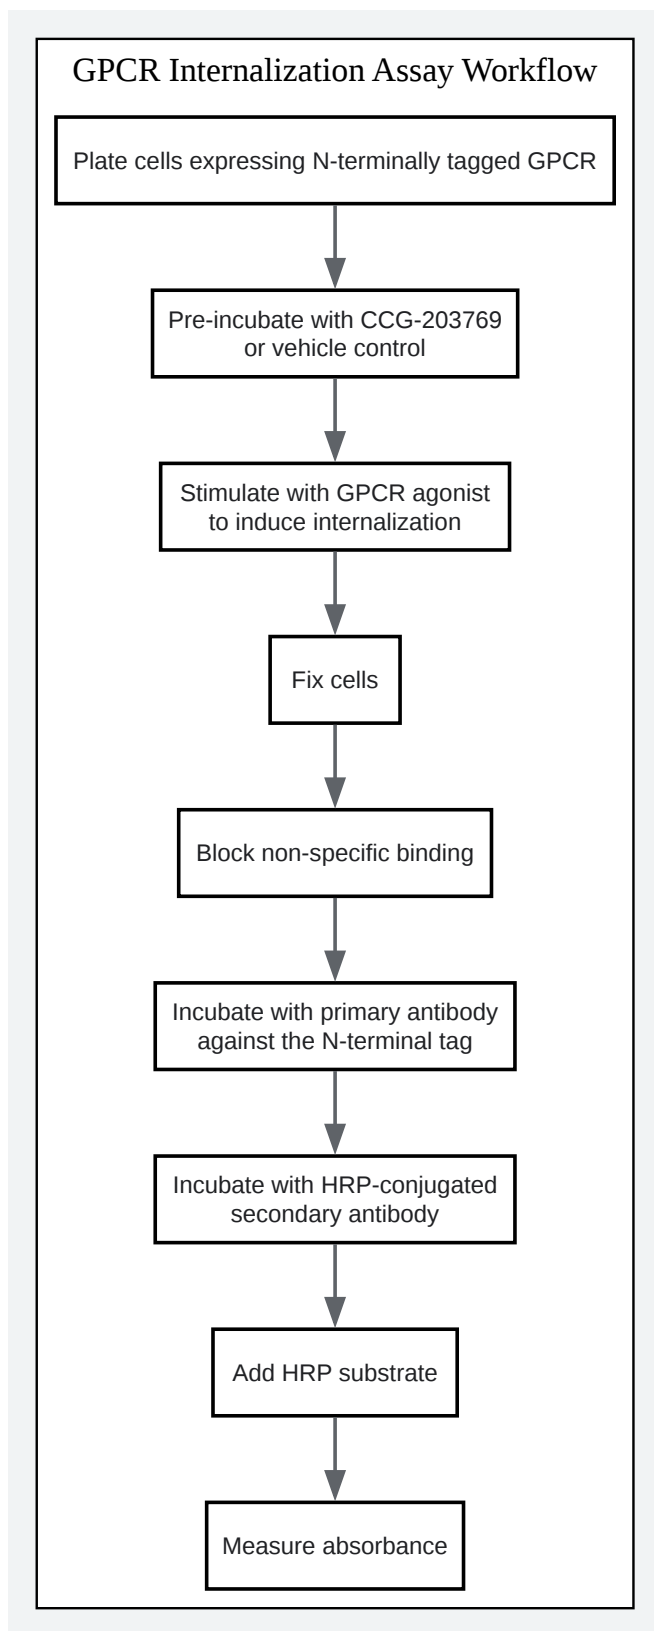 GPCR Internalization Assay Workflow
Plate cells expressing N-terminally tagged GPCR
Pre-incubate with CCG-203769
or vehicle control
Stimulate with GPCR agonist
to induce internalization
Fix cells
Block non-specific binding
Incubate with primary antibody
against the N-terminal tag
Incubate with HRP-conjugated
secondary antibody
Add HRP substrate
Measure absorbance